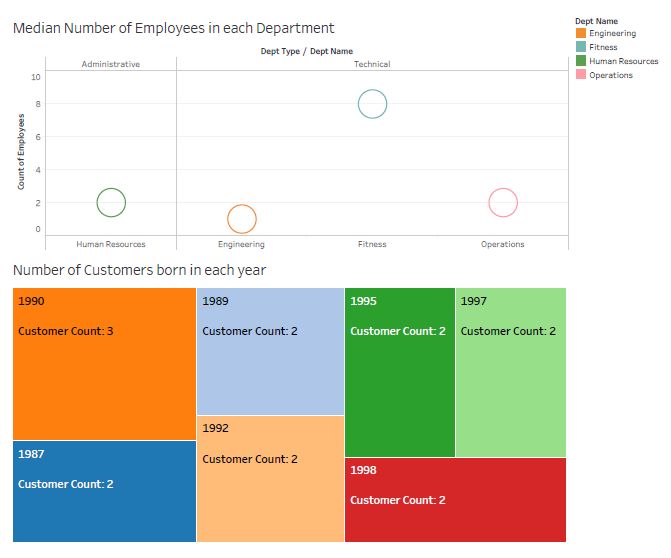 Median Number of Employees in each Department
Dept Type / Dept Name
Administrative
Technical
Count of Employees
10
8
6
4
2
0
Human Resources
Engineering
Fitness
Operations
Dept Name
Engineering
Fitness
Human Resources
Operations
Number of Customers born in each year
1990
Customer Count: 3
1987
Customer Count: 2
1989
Customer Count: 2
1992
Customer Count: 2
1995
Customer Count: 2
1997
Customer Count: 2
1998
Customer Count: 2